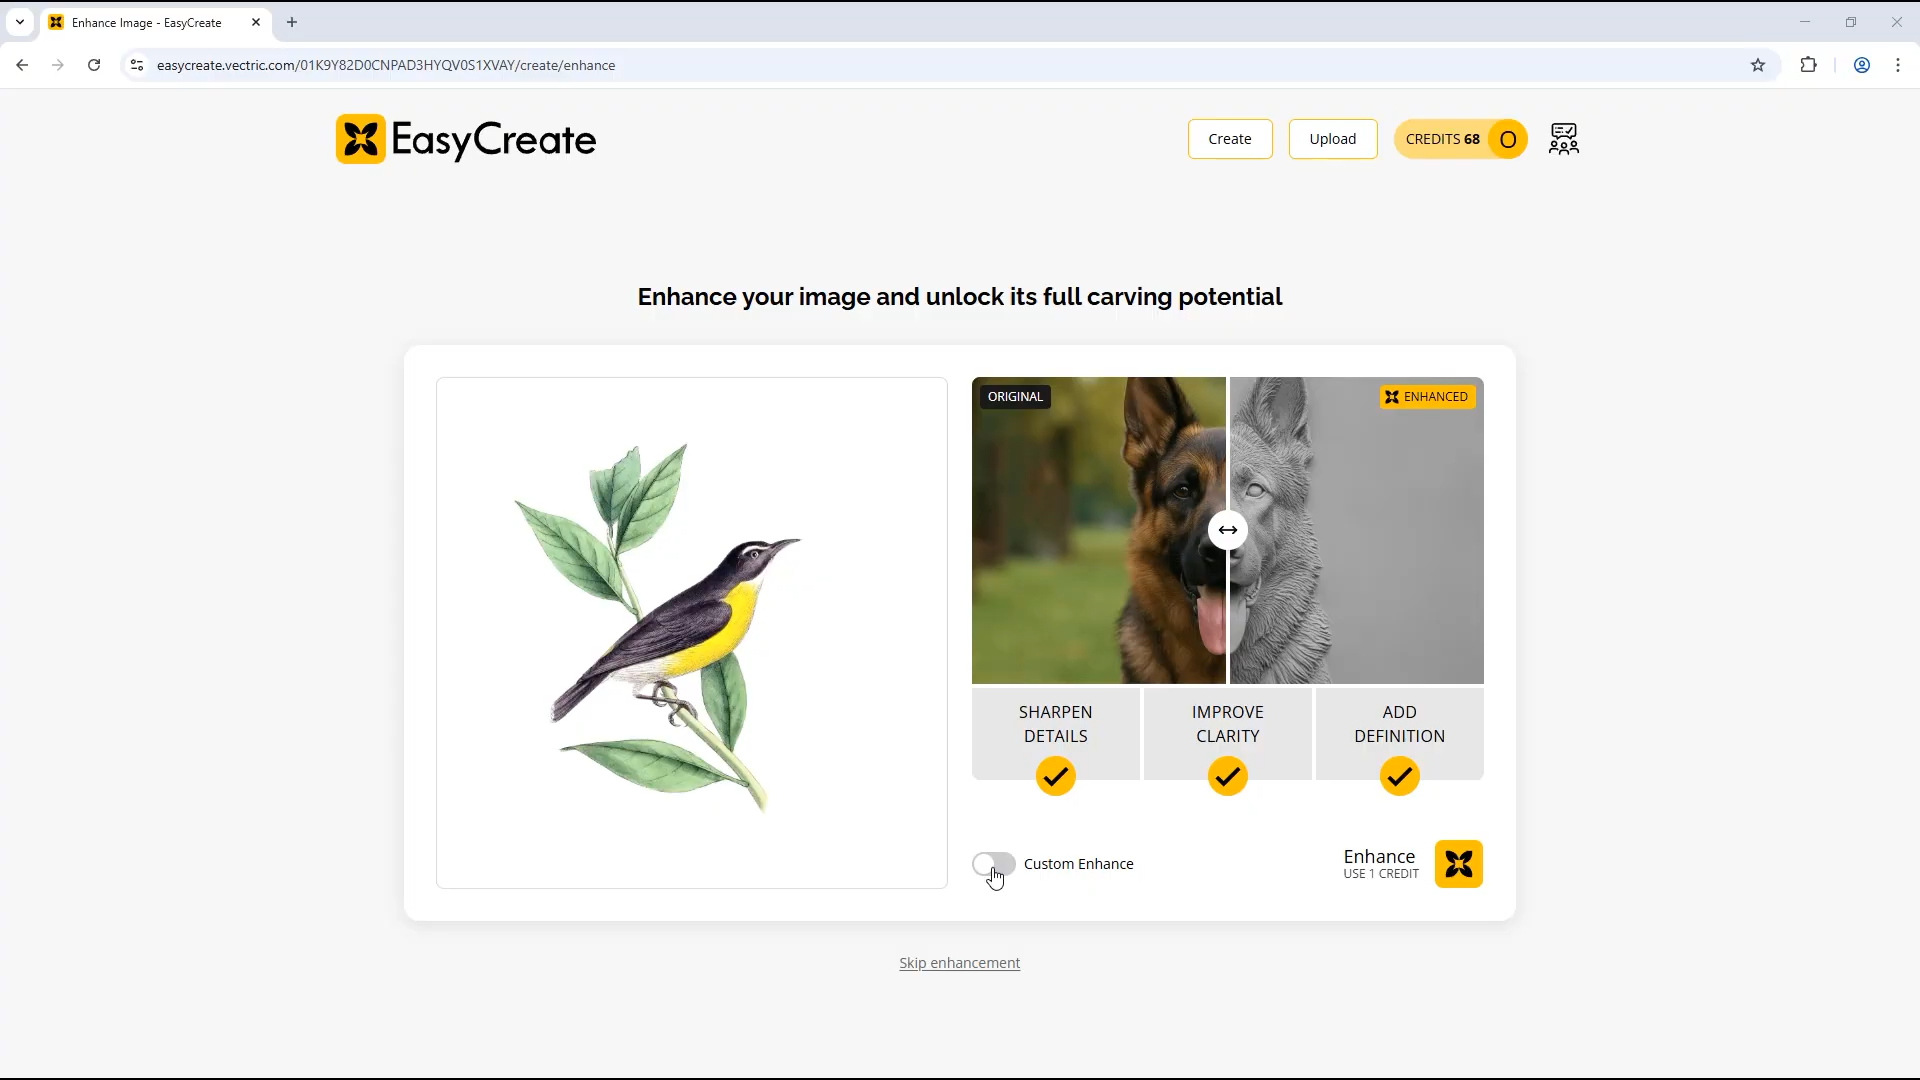 Enhance Image - EasyCreate
easycreate.vectric.com/01K9Y82D0CNPAD3HYQV0S1XVAY/create/enhance
EasyCreate
Create
Upload
CREDITS 68
Enhance your image and unlock its full carving potential
ORIGINAL
ENHANCED
SHARPEN
DETAILS
IMPROVE
CLARITY
ADD
DEFINITION
Custom Enhance
Enhance
USE 1 CREDIT
Skip enhancement